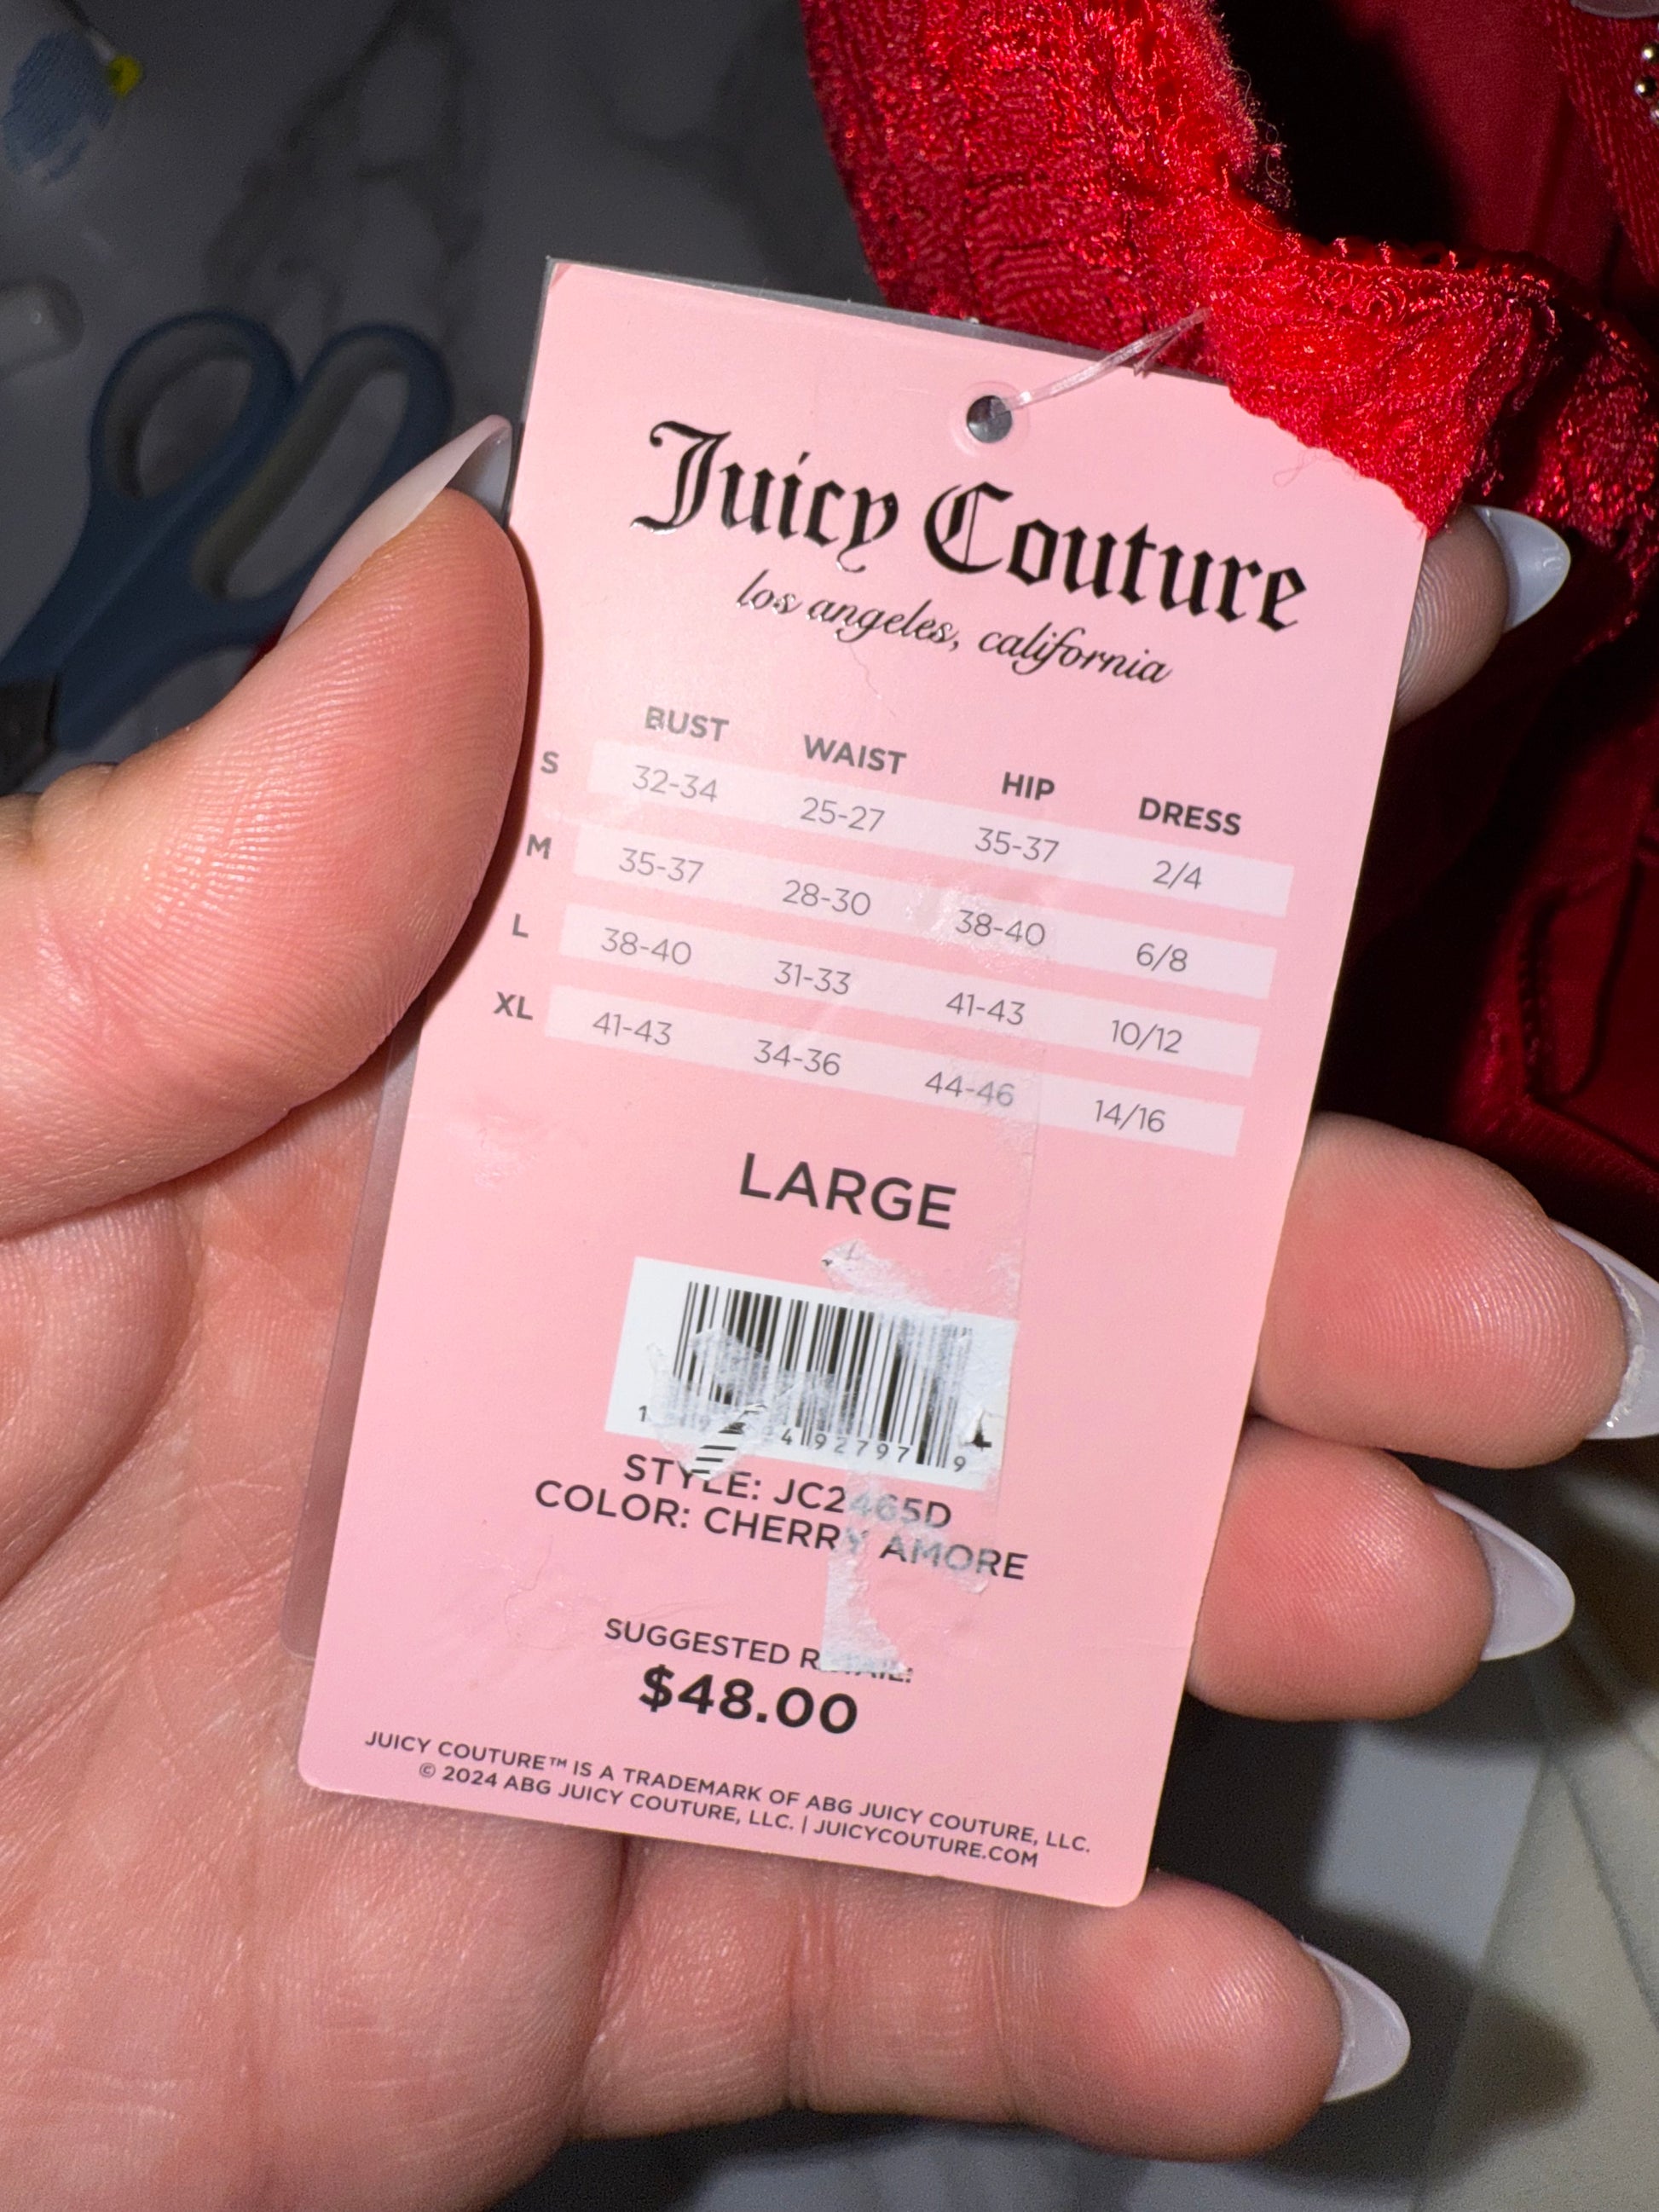 Juicy Couture
los angeles, california
BUST WAIST HIP DRESS
S 32-34 25-27 35-37 2/4
M 35-37 28-30 38-40 6/8
L 38-40 31-33 41-43 10/12
XL 41-43 34-36 44-46 14/16
LARGE
92797 9
STYLE: JC2465D
COLOR: CHERRY AMORE
SUGGESTED RETAIL:
$48.00
JUICY COUTURE™ IS A TRADEMARK OF ABG JUICY COUTURE, LLC.
© 2024 ABG JUICY COUTURE, LLC. | JUICYCOUTURE.COM